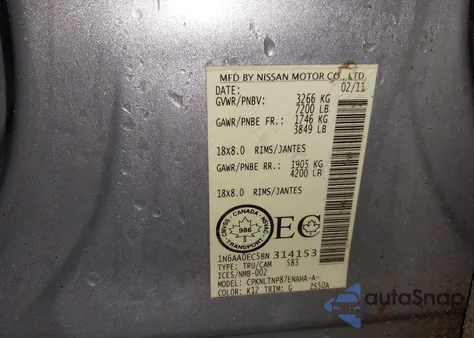 MFD BY NISSAN MOTOR CO., LTD.
DATE: 02/11
GVWR/PNBV: 3266 KG
7200 LB
GAWR/PNBE FR.: 1746 KG
3849 LB
18x8.0 RIMS/JANTES
GAWR/PNBE RR.: 1905 KG
4200 LB
18x8.0 RIMS/JANTES
CANADA
TRANSPORT
986
EC
1N6AA0EC5BN 314153
TYPE: TRU/CAM 583
ICES/NMB-002
MODEL: CPKNLTNP87ENAHA-A-
COLOR: K12 TRIM: G ZS50A
autoSnap